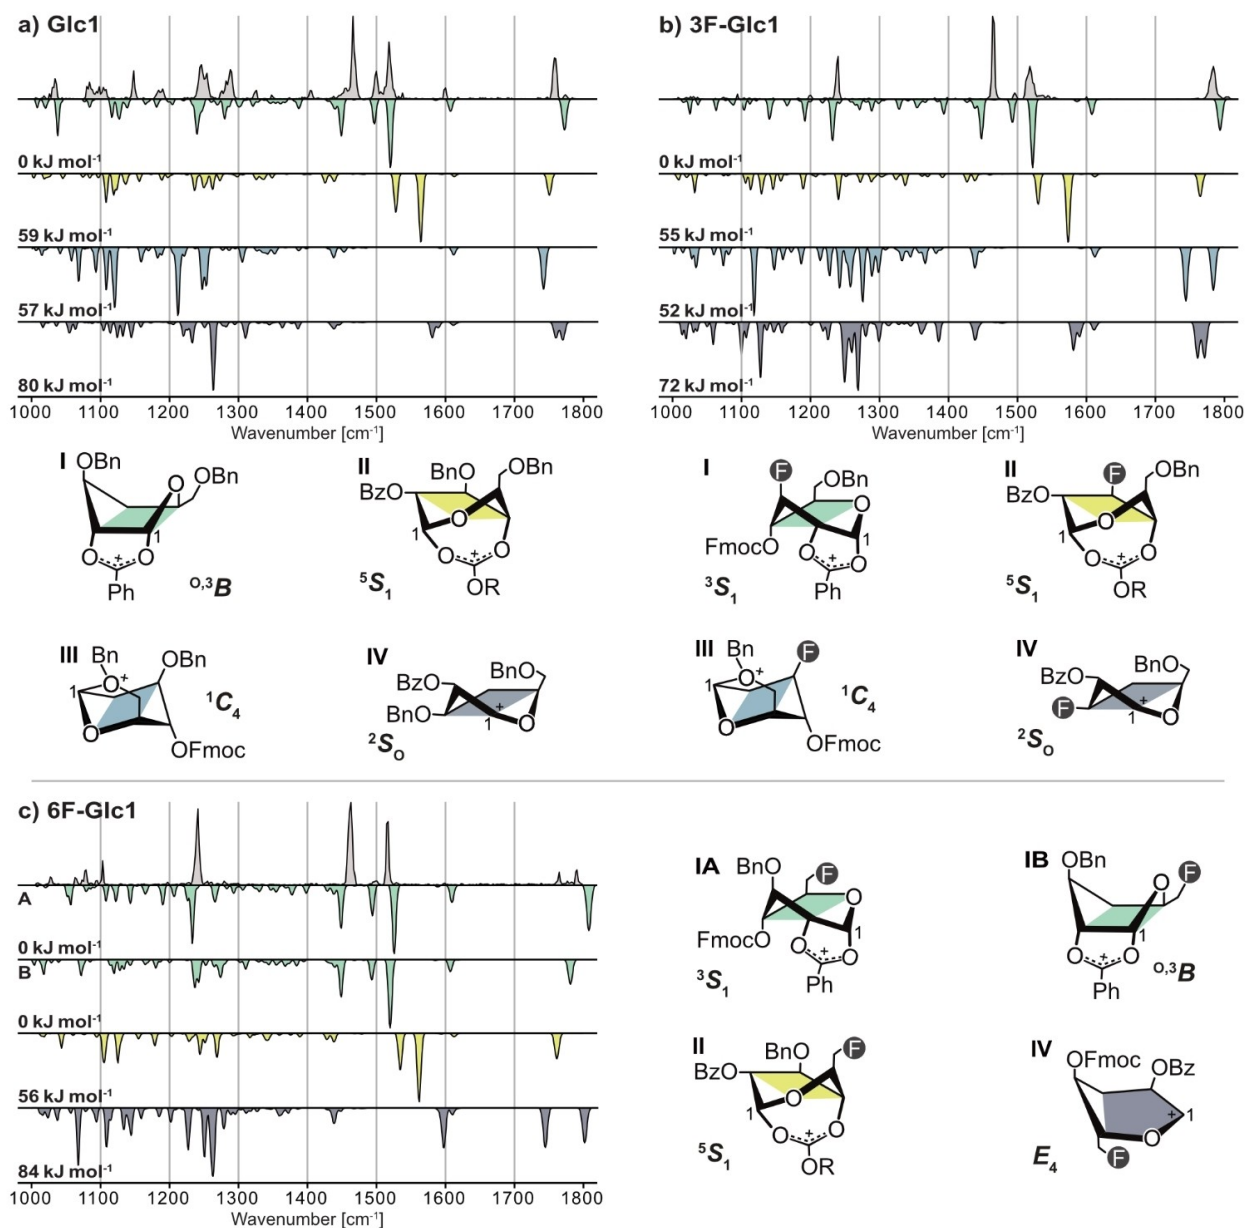 a) Glc1
0 kJ mol⁻¹
59 kJ mol⁻¹
57 kJ mol⁻¹
80 kJ mol⁻¹
1000 1100 1200 1300 1400 1500 1600 1700 1800
Wavenumber [cm⁻¹]
b) 3F-Glc1
0 kJ mol⁻¹
55 kJ mol⁻¹
52 kJ mol⁻¹
72 kJ mol⁻¹
1000 1100 1200 1300 1400 1500 1600 1700 1800
Wavenumber [cm⁻¹]
I
OBn
O
OBn
1
O
+
O
Ph
O,3B
II
BnO
OBn
BzO
O
1
O
+
O
OR
5S1
III
Bn
O+
OBn
1
O
OFmoc
1C4
IV
BnO
BzO
BnO
1
+
O
2SO
I
F
OBn
O
FmocO
1
O
+
O
Ph
3S1
II
F
OBn
BzO
O
1
O
+
O
OR
5S1
III
Bn
O+
F
1
O
OFmoc
1C4
IV
BnO
BzO
F
1
+
O
2SO
c) 6F-Glc1
A
0 kJ mol⁻¹
B
0 kJ mol⁻¹
56 kJ mol⁻¹
84 kJ mol⁻¹
1000 1100 1200 1300 1400 1500 1600 1700 1800
Wavenumber [cm⁻¹]
IA
BnO
F
O
FmocO
1
O
+
O
Ph
3S1
IB
OBn
O
F
1
O
+
O
Ph
O,3B
II
BnO
F
BzO
O
1
O
+
O
OR
5S1
IV
OFmoc
OBz
+
1
O
F
E4